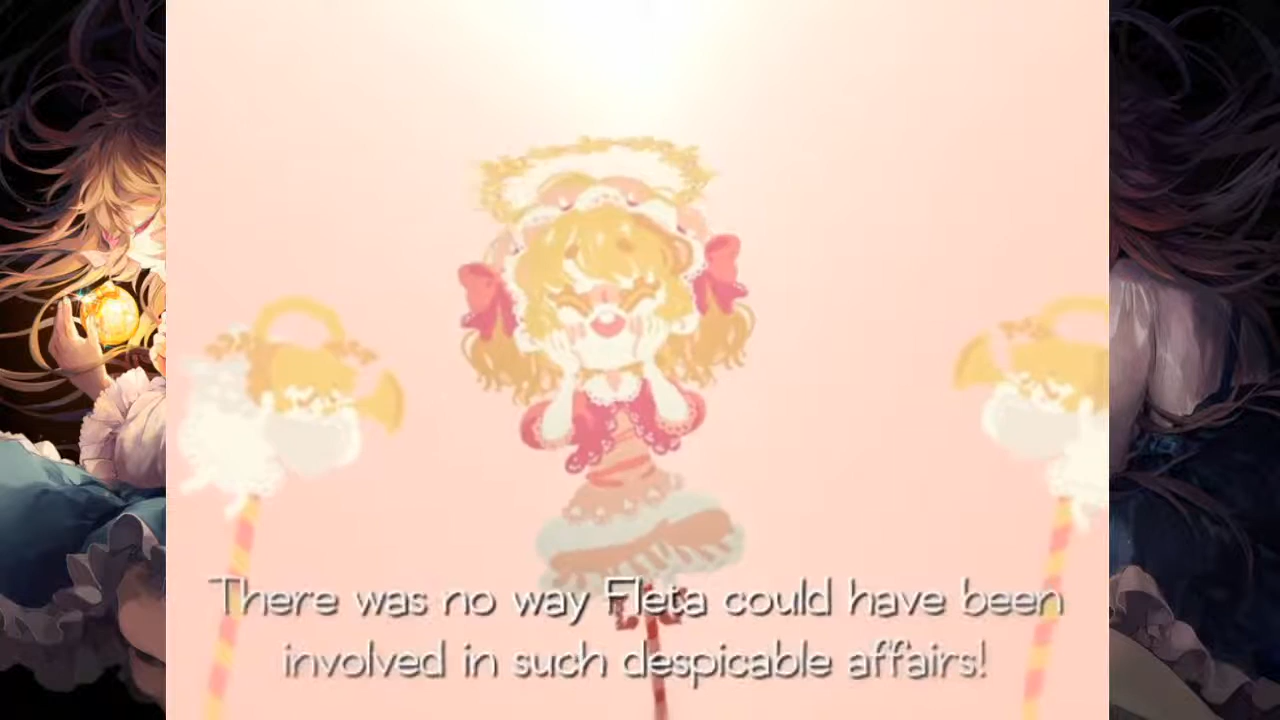 There was no way Fleta could have been
involved in such despicable affairs!